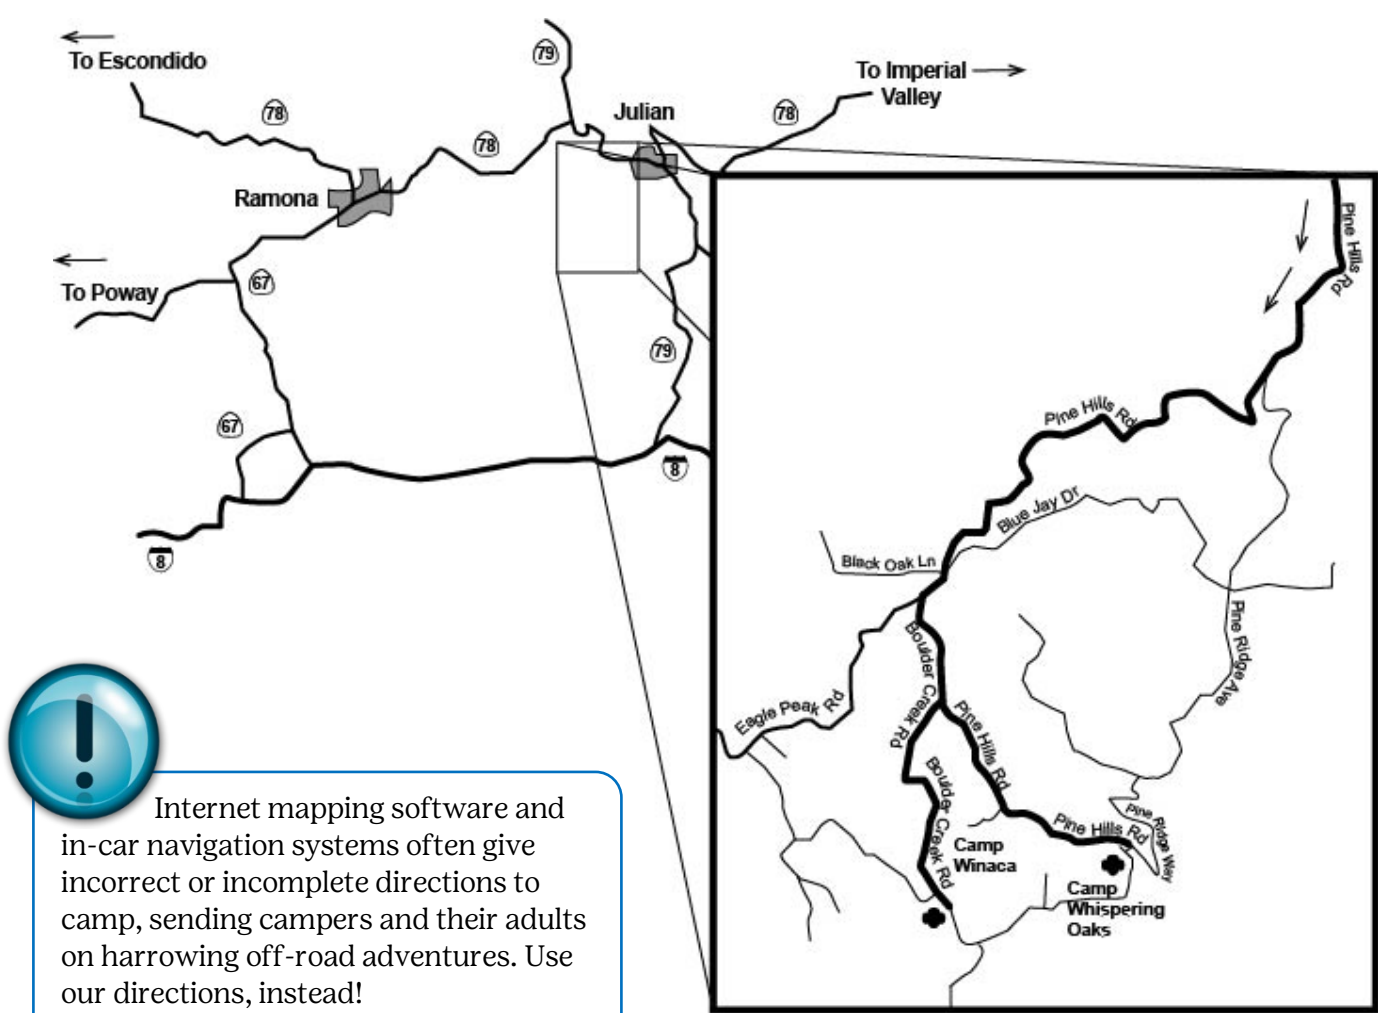 To Escondido
78
79
Julian
To Imperial
Valley
78
78
Ramona
To Poway
67
67
79
8
8
Pine Hills Rd
Pine Hills Rd
Blue Jay Dr
Black Oak Ln
Pine Ridge Ave
Boulder Creek Rd
Eagle Peak Rd
Pine Hills Rd
Boulder Creek Rd
Pine Hills Rd
Pine Ridge Way
Camp
Winaca
Camp
Whispering
Oaks
Internet mapping software and
in-car navigation systems often give
incorrect or incomplete directions to
camp, sending campers and their adults
on harrowing off-road adventures. Use
our directions, instead!